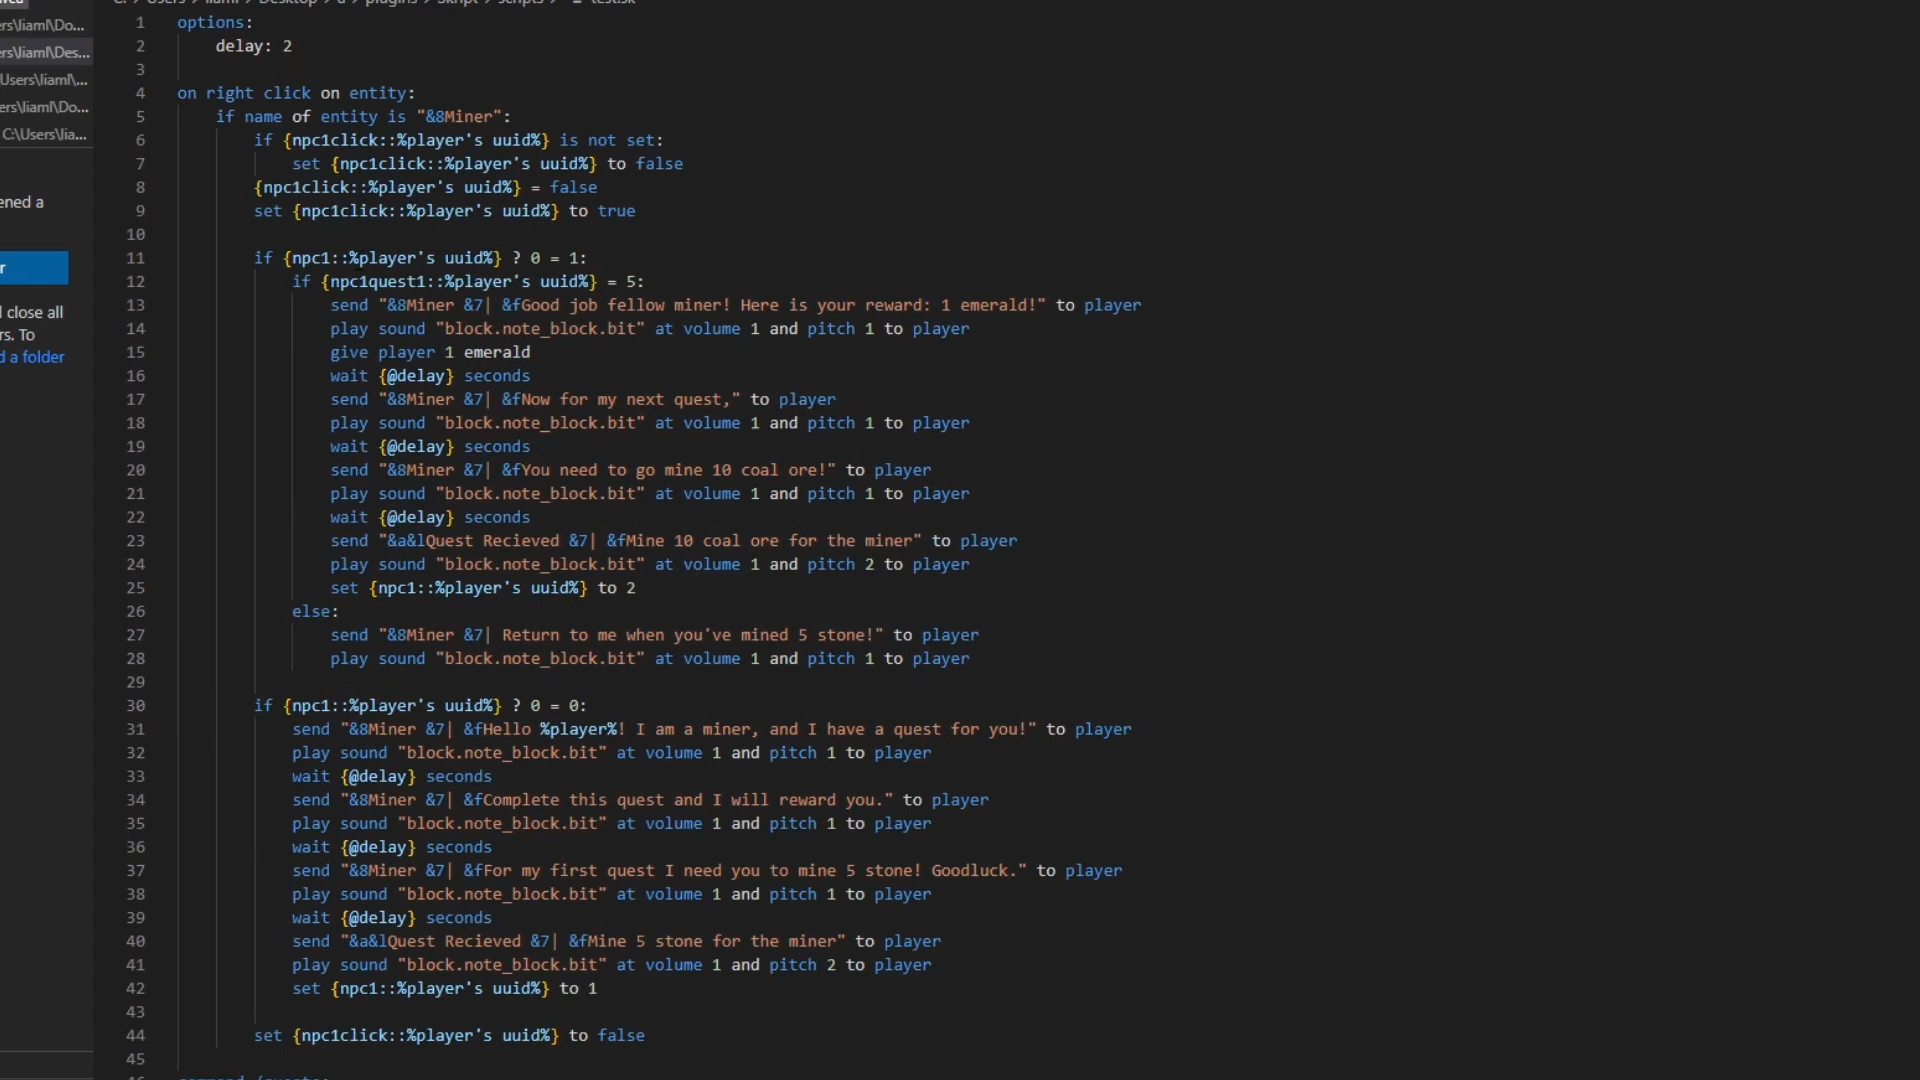 C: > Users > liaml > Desktop > a > plugins > Skript > scripts > test.sk
ers\liaml\Do...
ers\liaml\Des...
Users\liaml\...
ers\liaml\Do...
C:\Users\lia...
ened a
r
l close all
rs. To
d a folder
1 options:
2 delay: 2
3
4 on right click on entity:
5 if name of entity is "&8Miner":
6 if {npc1click::%player's uuid%} is not set:
7 set {npc1click::%player's uuid%} to false
8 {npc1click::%player's uuid%} = false
9 set {npc1click::%player's uuid%} to true
10
11 if {npc1::%player's uuid%} ? 0 = 1:
12 if {npc1quest1::%player's uuid%} = 5:
13 send "&8Miner &7| &fGood job fellow miner! Here is your reward: 1 emerald!" to player
14 play sound "block.note_block.bit" at volume 1 and pitch 1 to player
15 give player 1 emerald
16 wait {@delay} seconds
17 send "&8Miner &7| &fNow for my next quest," to player
18 play sound "block.note_block.bit" at volume 1 and pitch 1 to player
19 wait {@delay} seconds
20 send "&8Miner &7| &fYou need to go mine 10 coal ore!" to player
21 play sound "block.note_block.bit" at volume 1 and pitch 1 to player
22 wait {@delay} seconds
23 send "&a&lQuest Recieved &7| &fMine 10 coal ore for the miner" to player
24 play sound "block.note_block.bit" at volume 1 and pitch 2 to player
25 set {npc1::%player's uuid%} to 2
26 else:
27 send "&8Miner &7| Return to me when you've mined 5 stone!" to player
28 play sound "block.note_block.bit" at volume 1 and pitch 1 to player
29
30 if {npc1::%player's uuid%} ? 0 = 0:
31 send "&8Miner &7| &fHello %player%! I am a miner, and I have a quest for you!" to player
32 play sound "block.note_block.bit" at volume 1 and pitch 1 to player
33 wait {@delay} seconds
34 send "&8Miner &7| &fComplete this quest and I will reward you." to player
35 play sound "block.note_block.bit" at volume 1 and pitch 1 to player
36 wait {@delay} seconds
37 send "&8Miner &7| &fFor my first quest I need you to mine 5 stone! Goodluck." to player
38 play sound "block.note_block.bit" at volume 1 and pitch 1 to player
39 wait {@delay} seconds
40 send "&a&lQuest Recieved &7| &fMine 5 stone for the miner" to player
41 play sound "block.note_block.bit" at volume 1 and pitch 2 to player
42 set {npc1::%player's uuid%} to 1
43
44 set {npc1click::%player's uuid%} to false
45